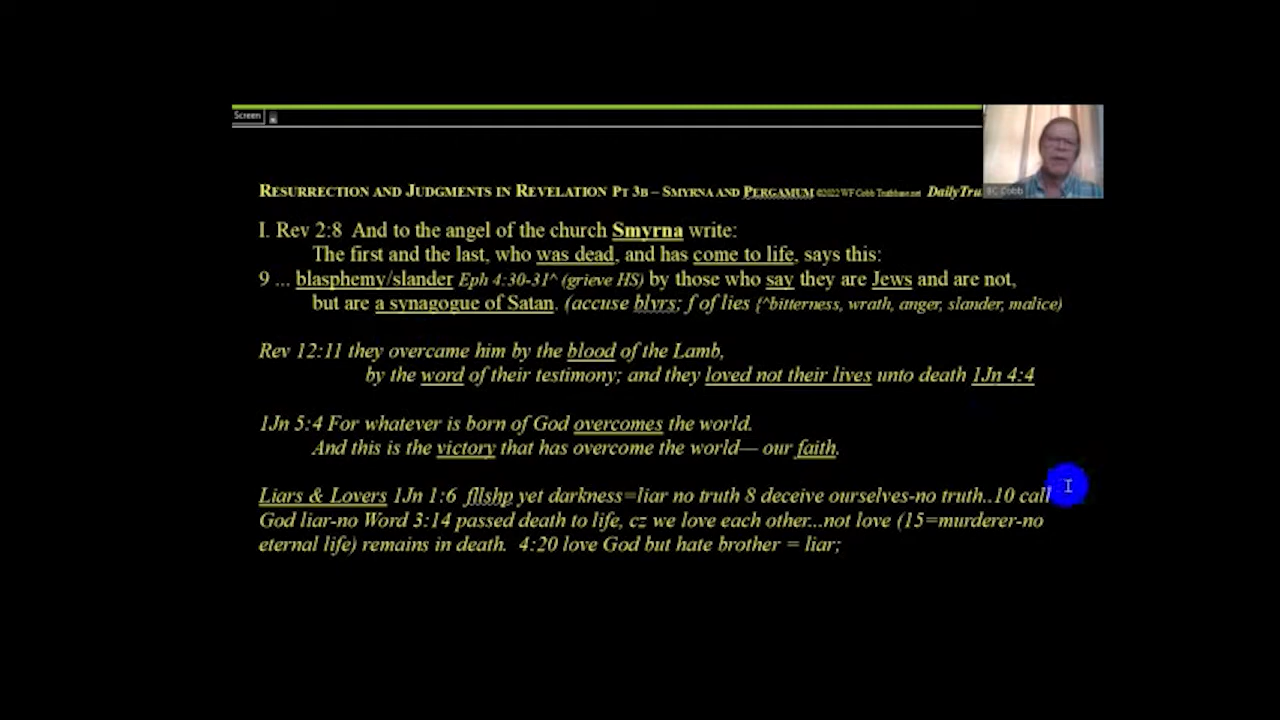 Screen
RESURRECTION AND JUDGMENTS IN REVELATION PT 3B – SMYRNA AND PERGAMUM ©2022 WF Cobb Truthbase.net DailyTru
BC Cobb
I. Rev 2:8 And to the angel of the church Smyrna write:
The first and the last, who was dead, and has come to life, says this:
9 ... blasphemy/slander Eph 4:30-31^ (grieve HS) by those who say they are Jews and are not,
but are a synagogue of Satan. (accuse blvrs; f of lies {^bitterness, wrath, anger, slander, malice)
Rev 12:11 they overcame him by the blood of the Lamb,
by the word of their testimony; and they loved not their lives unto death 1Jn 4:4
1Jn 5:4 For whatever is born of God overcomes the world.
And this is the victory that has overcome the world— our faith.
Liars & Lovers 1Jn 1:6 fllshp yet darkness=liar no truth 8 deceive ourselves-no truth..10 call
God liar-no Word 3:14 passed death to life, cz we love each other...not love (15=murderer-no
eternal life) remains in death. 4:20 love God but hate brother = liar;